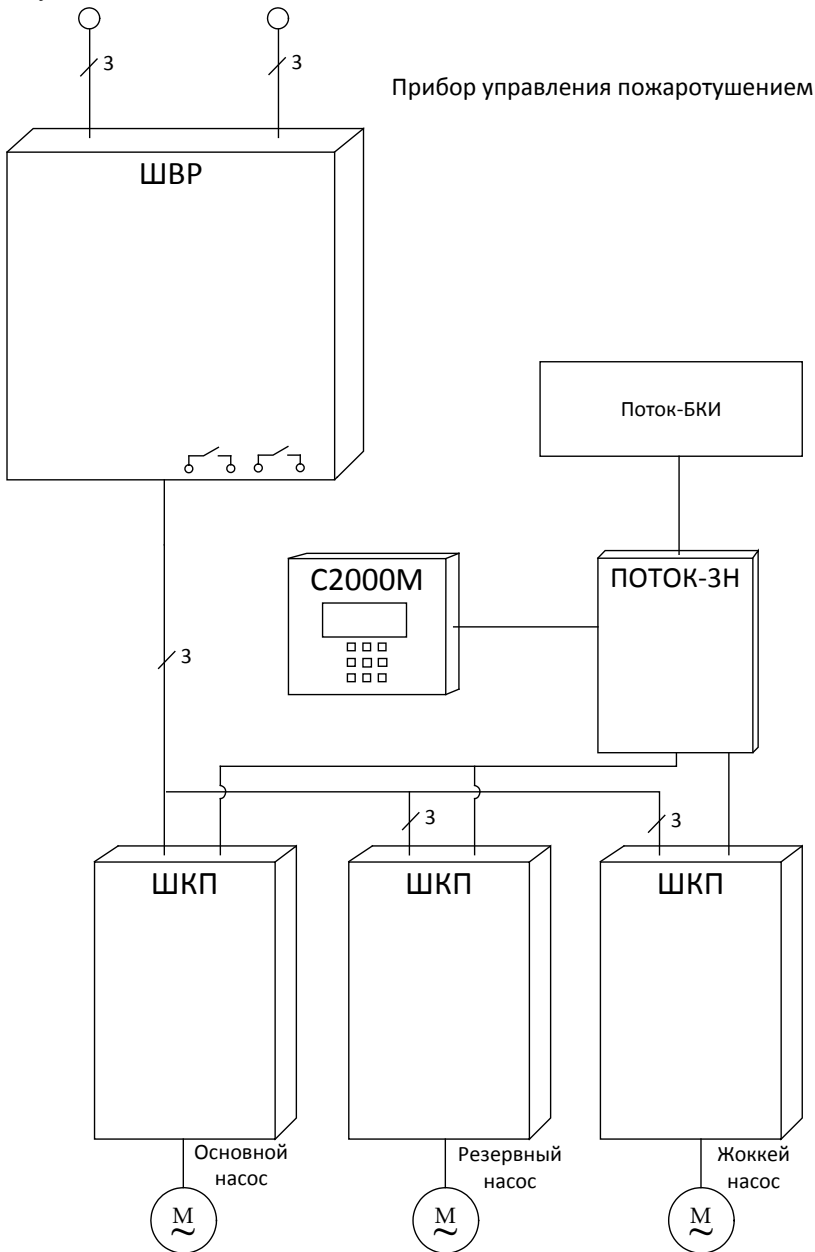 3
3
Прибор управления пожаротушением
ШВР
Поток-БКИ
С2000М
ПОТОК-3Н
3
3
3
ШКП
ШКП
ШКП
Основной
насос
Резервный
насос
Жоккей
насос
M
~
M
~
M
~